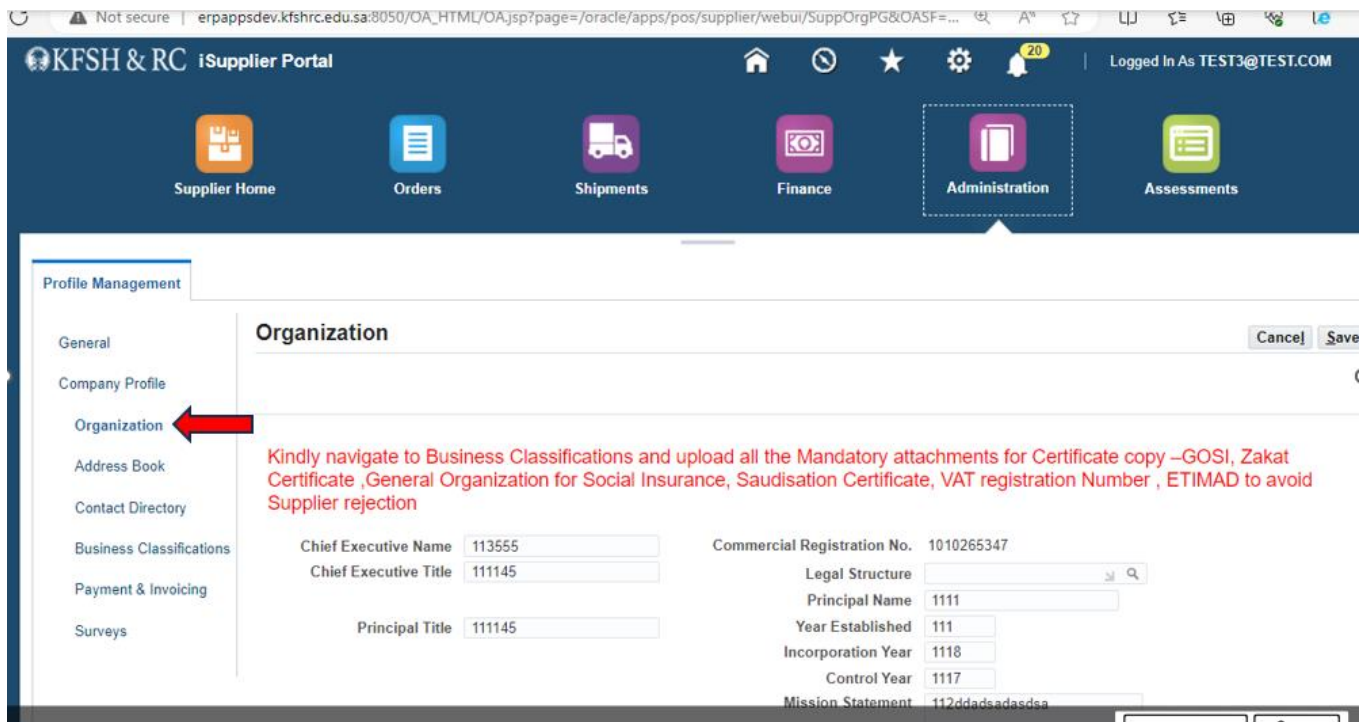 Not secure | erpappsdev.kfshrc.edu.sa:8050/OA_HTML/OA.jsp?page=/oracle/apps/pos/supplier/webui/SuppOrgPG&OASF=...
KFSH & RC iSupplier Portal
20
Logged In As TEST3@TEST.COM
Supplier Home Orders Shipments Finance Administration Assessments
Profile Management
General
Organization
Cancel Save
Company Profile
Organization
Address Book
Contact Directory
Business Classifications
Payment & Invoicing
Surveys
Kindly navigate to Business Classifications and upload all the Mandatory attachments for Certificate copy –GOSI, Zakat
Certificate ,General Organization for Social Insurance, Saudisation Certificate, VAT registration Number , ETIMAD to avoid
Supplier rejection
Chief Executive Name 113555
Chief Executive Title 111145
Principal Title 111145
Commercial Registration No. 1010265347
Legal Structure
Principal Name 1111
Year Established 111
Incorporation Year 1118
Control Year 1117
Mission Statement 112ddadsadasdsa